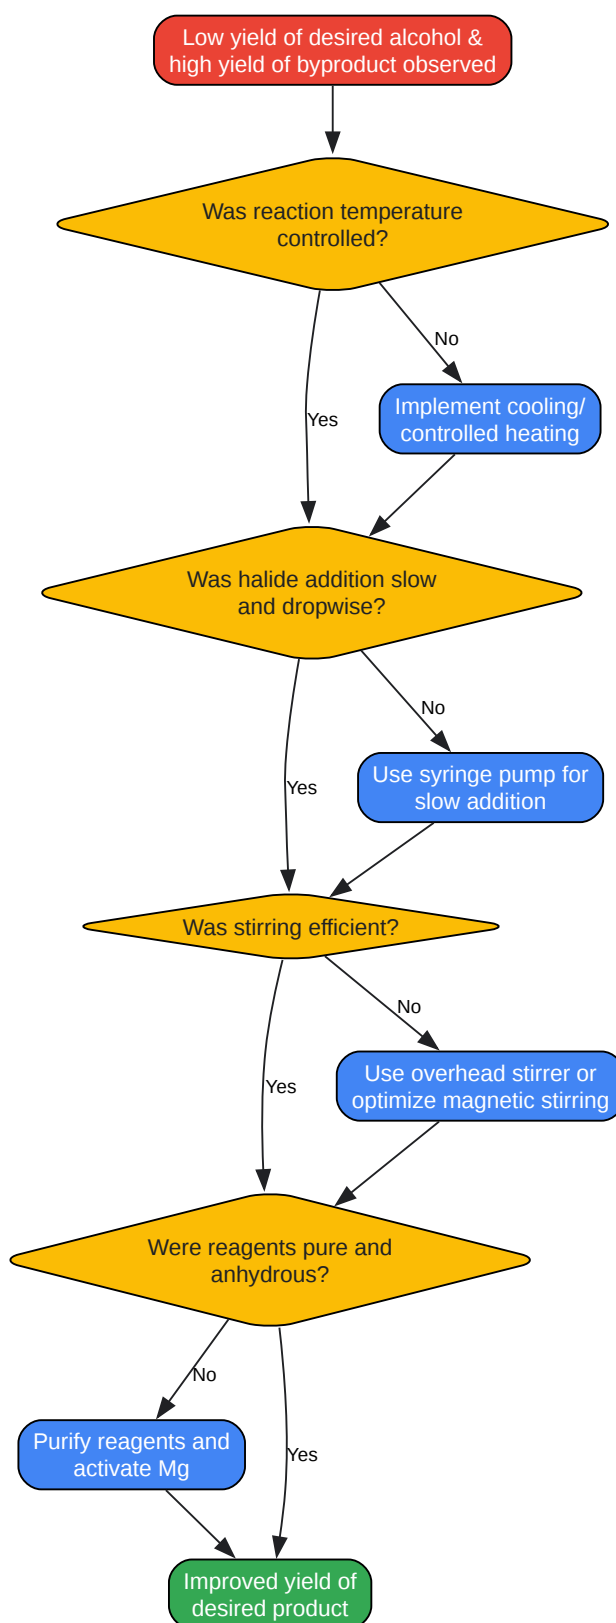 Low yield of desired alcohol &
high yield of byproduct observed
Was reaction temperature
controlled?
No
Implement cooling/
controlled heating
Yes
Was halide addition slow
and dropwise?
No
Use syringe pump for
slow addition
Yes
Was stirring efficient?
No
Use overhead stirrer or
optimize magnetic stirring
Yes
Were reagents pure and
anhydrous?
No
Purify reagents and
activate Mg
Yes
Improved yield of
desired product